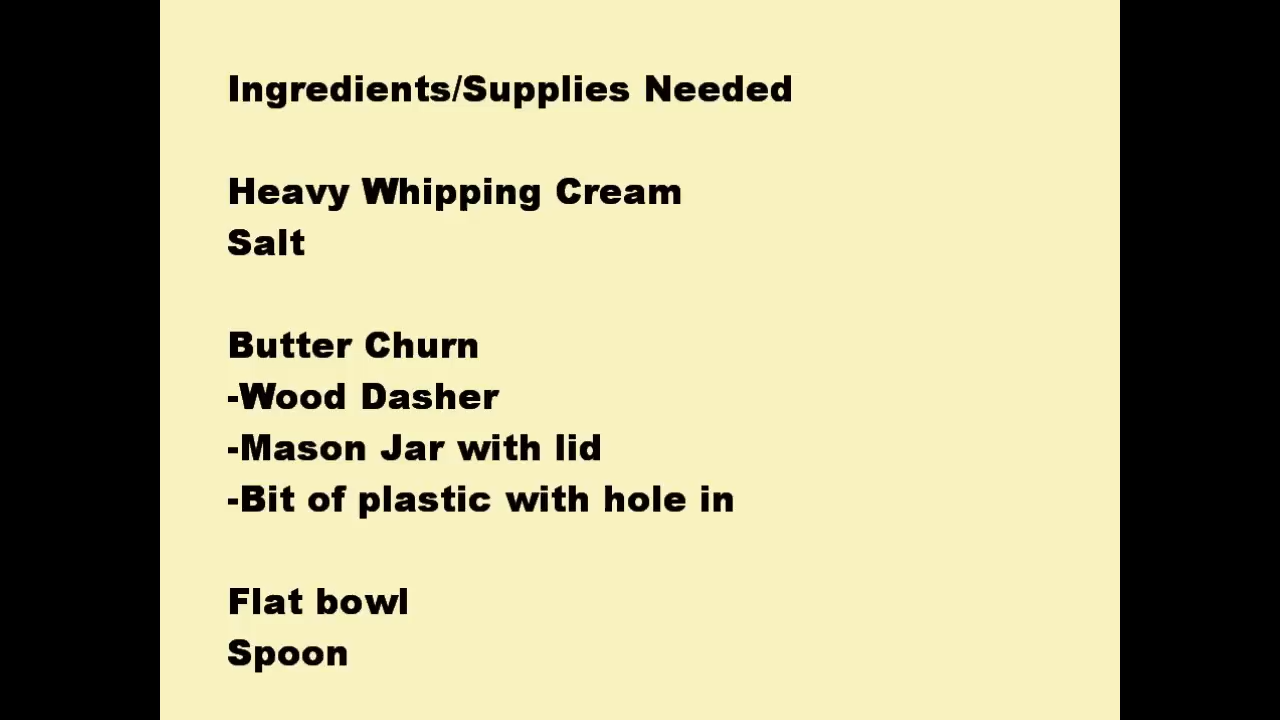 Ingredients/Supplies Needed
Heavy Whipping Cream
Salt
Butter Churn
-Wood Dasher
-Mason Jar with lid
-Bit of plastic with hole in
Flat bowl
Spoon